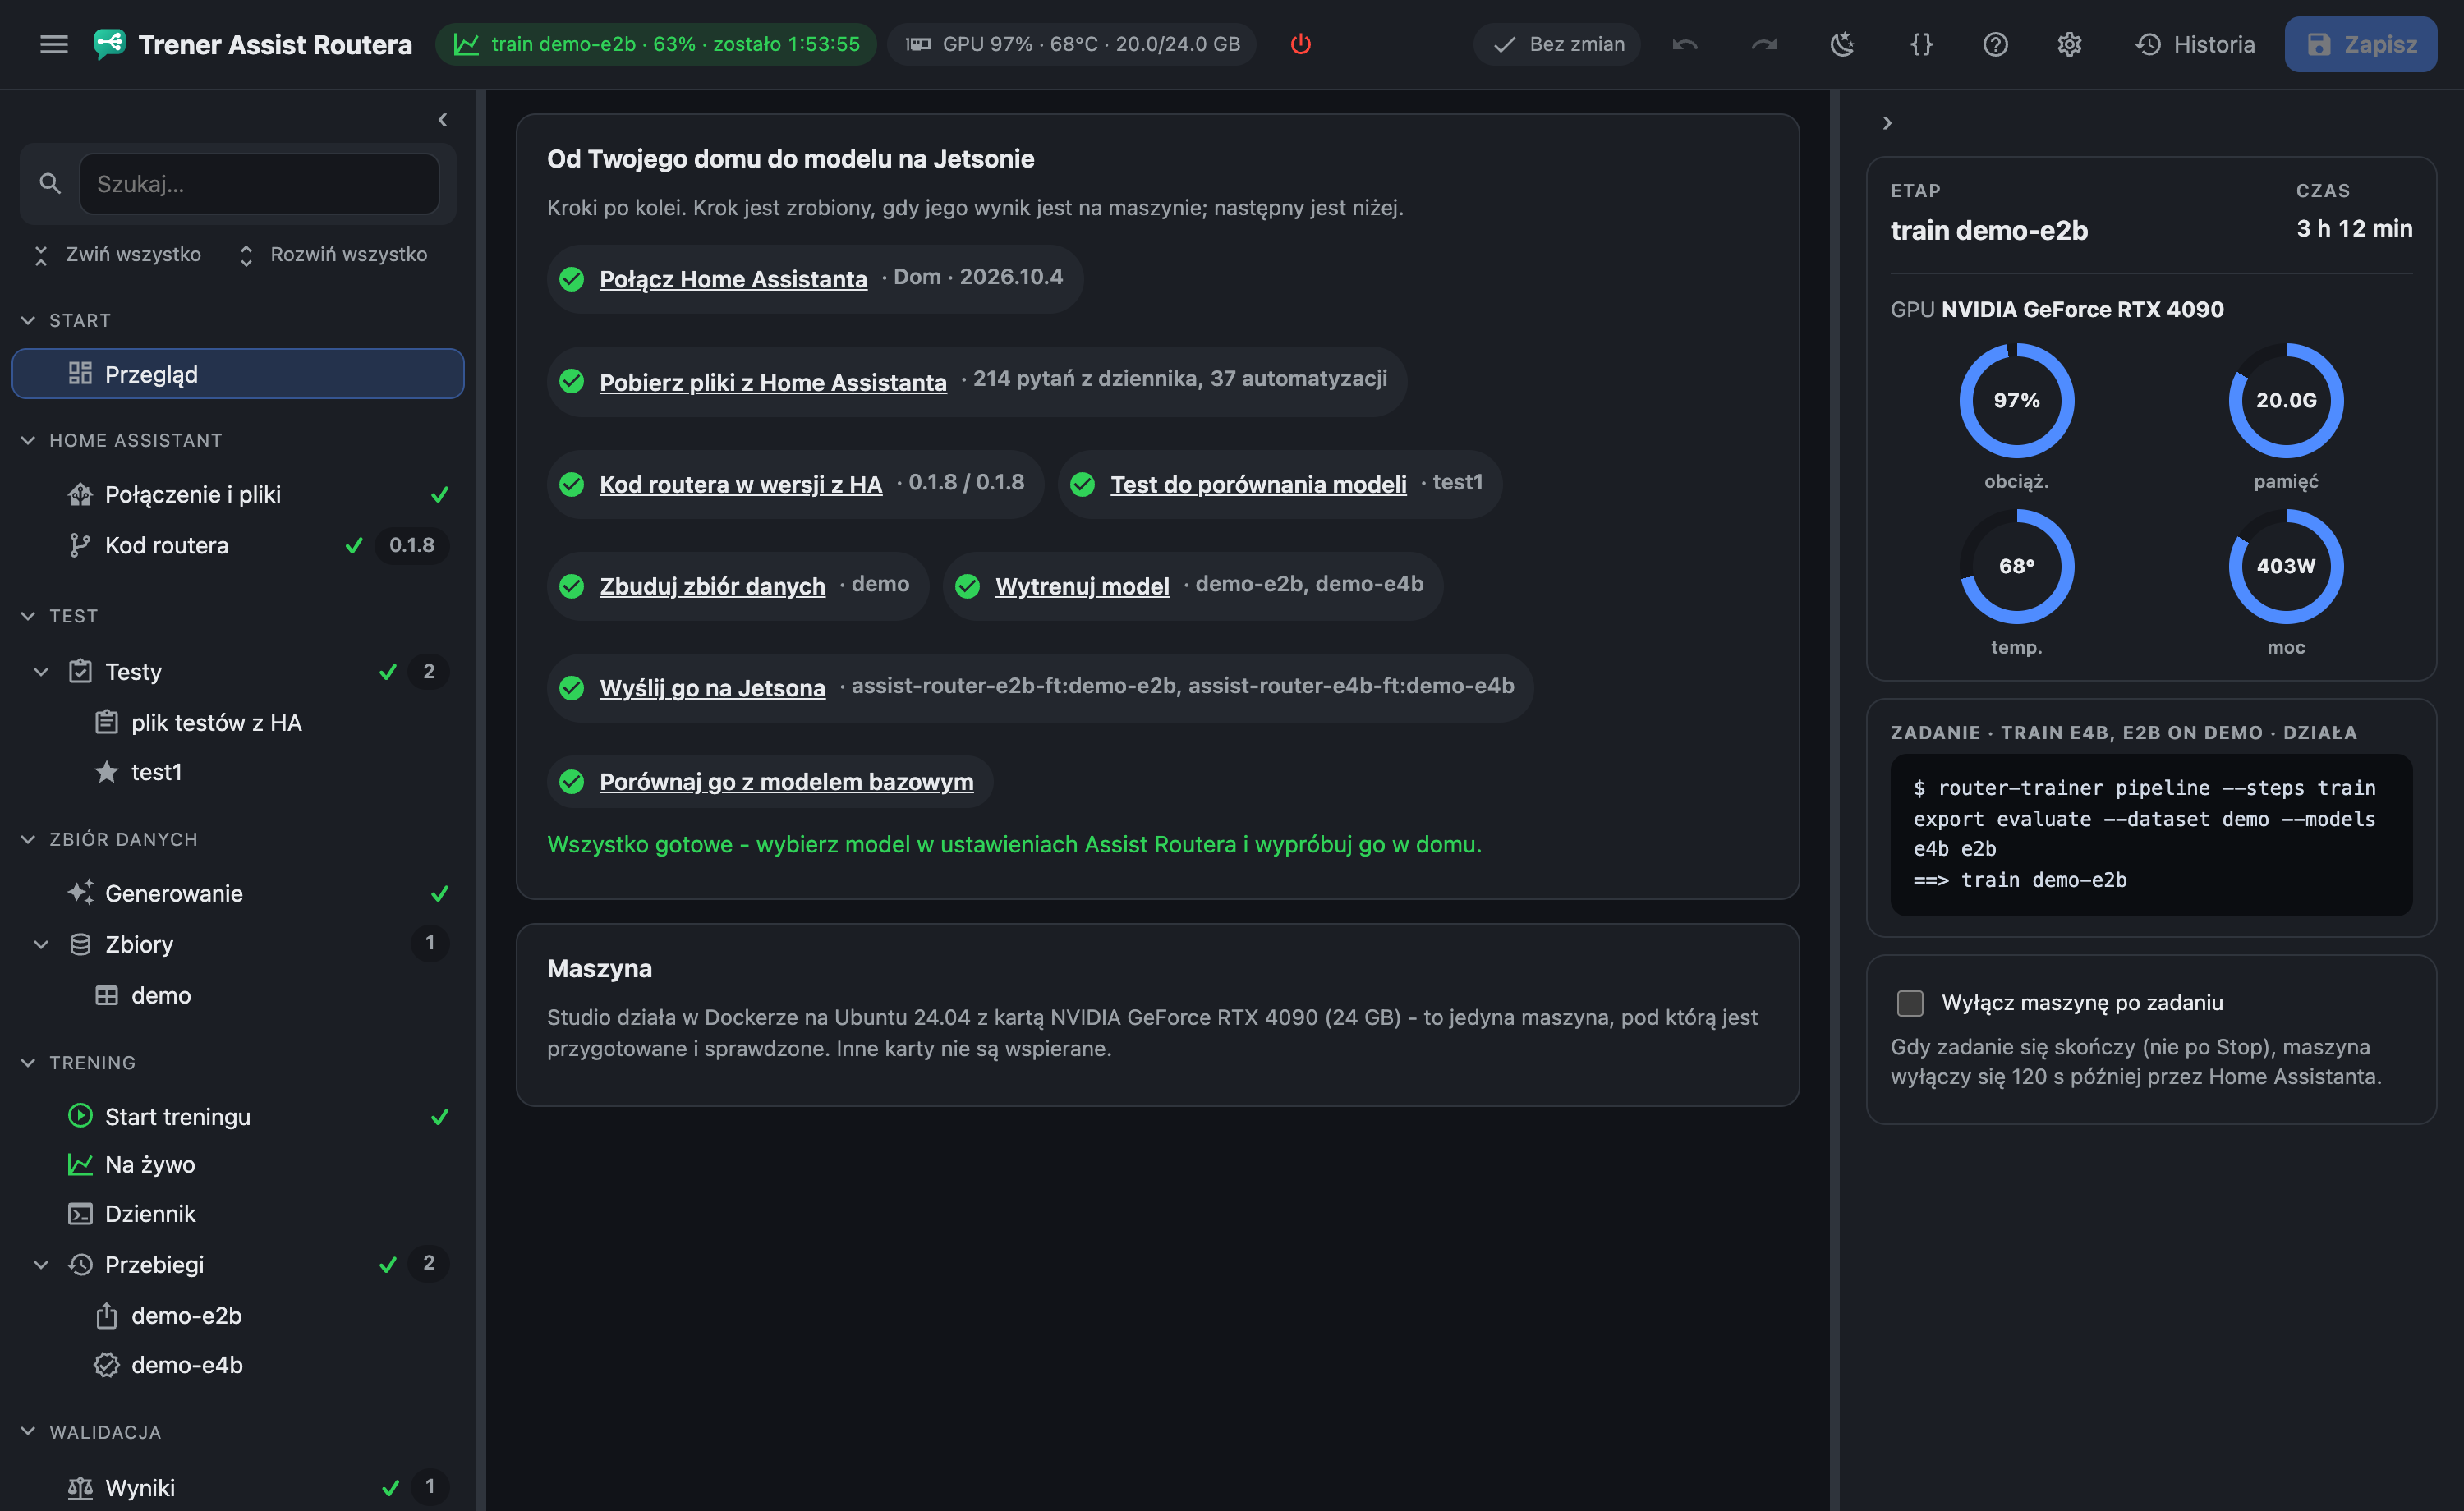 Trener Assist Routera
train demo-e2b · 63% · zostało 1:53:55
GPU 97% · 68°C · 20.0/24.0 GB
Bez zmian
{}
Historia
Zapisz
Szukaj...
Zwiń wszystko
Rozwiń wszystko
START
Przegląd
HOME ASSISTANT
Połączenie i pliki
Kod routera
0.1.8
TEST
Testy
2
plik testów z HA
test1
ZBIÓR DANYCH
Generowanie
Zbiory
1
demo
TRENING
Start treningu
Na żywo
Dziennik
Przebiegi
2
demo-e2b
demo-e4b
WALIDACJA
Wyniki
1
Od Twojego domu do modelu na Jetsonie
Kroki po kolei. Krok jest zrobiony, gdy jego wynik jest na maszynie; następny jest niżej.
Połącz Home Assistanta · Dom · 2026.10.4
Pobierz pliki z Home Assistanta · 214 pytań z dziennika, 37 automatyzacji
Kod routera w wersji z HA · 0.1.8 / 0.1.8
Test do porównania modeli · test1
Zbuduj zbiór danych · demo
Wytrenuj model · demo-e2b, demo-e4b
Wyślij go na Jetsona · assist-router-e2b-ft:demo-e2b, assist-router-e4b-ft:demo-e4b
Porównaj go z modelem bazowym
Wszystko gotowe - wybierz model w ustawieniach Assist Routera i wypróbuj go w domu.
Maszyna
Studio działa w Dockerze na Ubuntu 24.04 z kartą NVIDIA GeForce RTX 4090 (24 GB) - to jedyna maszyna, pod którą jest
przygotowane i sprawdzone. Inne karty nie są wspierane.
ETAP
CZAS
train demo-e2b
3 h 12 min
GPU NVIDIA GeForce RTX 4090
97%
20.0G
obciąż.
pamięć
68°
403W
temp.
moc
ZADANIE · TRAIN E4B, E2B ON DEMO · DZIAŁA
$ router-trainer pipeline --steps train
export evaluate --dataset demo --models
e4b e2b
==> train demo-e2b
Wyłącz maszynę po zadaniu
Gdy zadanie się skończy (nie po Stop), maszyna
wyłączy się 120 s później przez Home Assistanta.